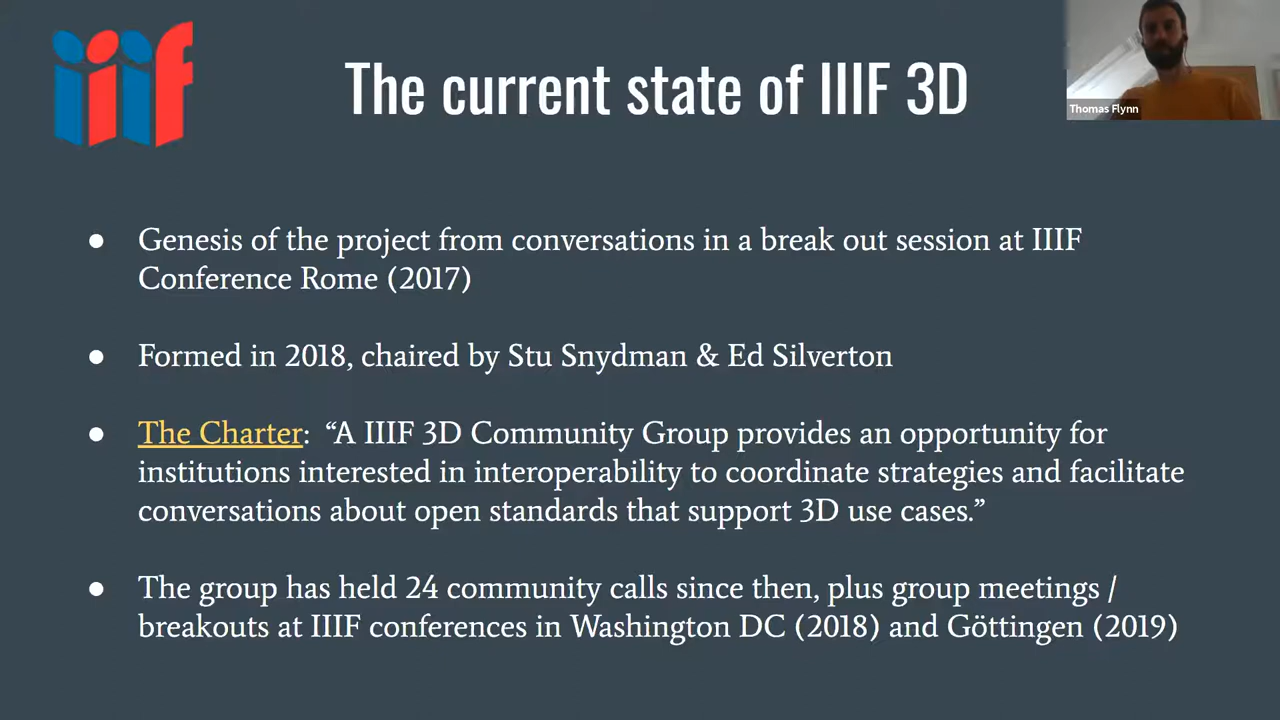 iiif
The current state of IIIF 3D
Thomas Flynn
● Genesis of the project from conversations in a break out session at IIIF
Conference Rome (2017)
● Formed in 2018, chaired by Stu Snydman & Ed Silverton
● The Charter: “A IIIF 3D Community Group provides an opportunity for
institutions interested in interoperability to coordinate strategies and facilitate
conversations about open standards that support 3D use cases.”
● The group has held 24 community calls since then, plus group meetings /
breakouts at IIIF conferences in Washington DC (2018) and Göttingen (2019)